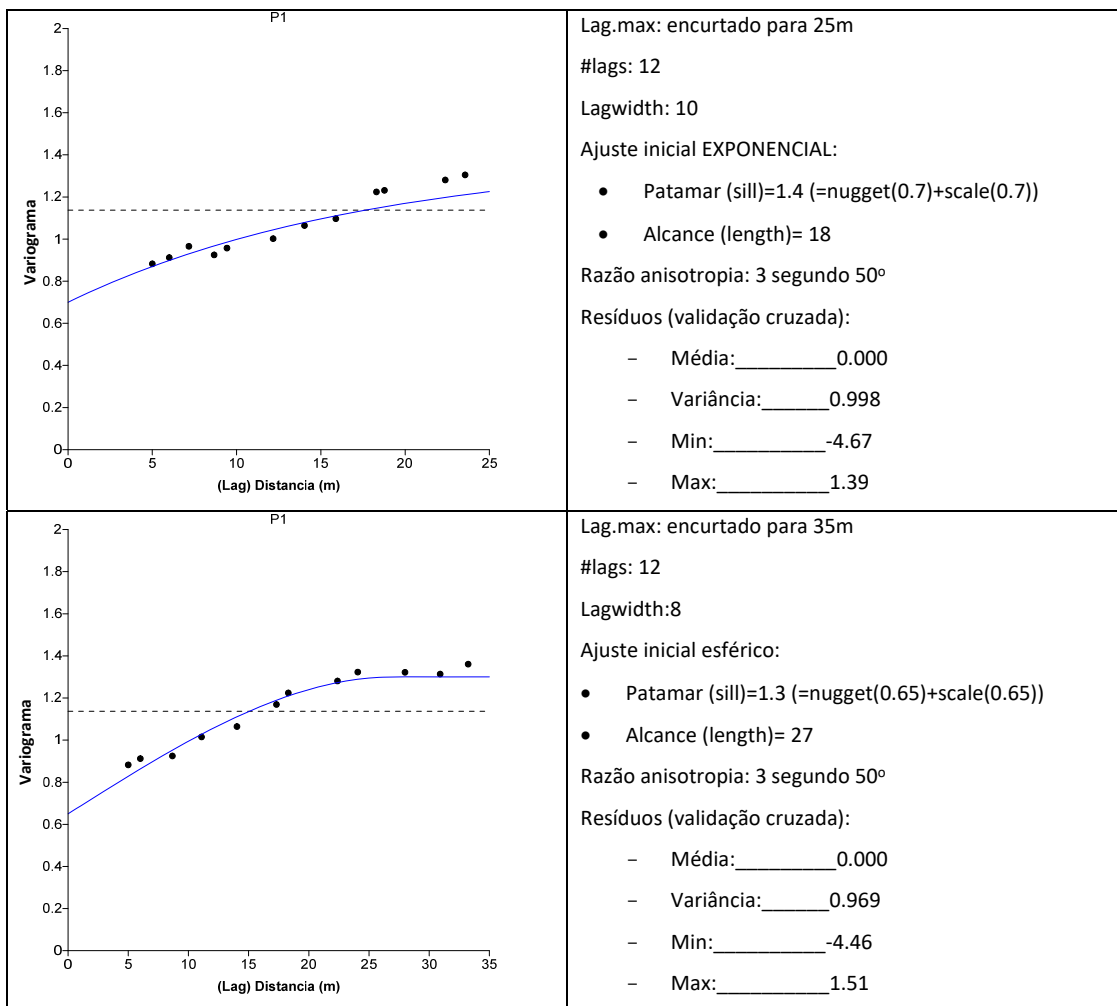 P1
2
1.8
1.6
1.4
1.2
1
0.8
0.6
0.4
0.2
0
Variograma
0 5 10 15 20 25
(Lag) Distancia (m)
Lag.max: encurtado para 25m
#lags: 12
Lagwidth: 10
Ajuste inicial EXPONENCIAL:
● Patamar (sill)=1.4 (=nugget(0.7)+scale(0.7))
● Alcance (length)= 18
Razão anisotropia: 3 segundo 50º
Resíduos (validação cruzada):
− Média:_________0.000
− Variância:______0.998
− Min:__________-4.67
− Max:__________1.39
P1
2
1.8
1.6
1.4
1.2
1
0.8
0.6
0.4
0.2
0
Variograma
0 5 10 15 20 25 30 35
(Lag) Distancia (m)
Lag.max: encurtado para 35m
#lags: 12
Lagwidth:8
Ajuste inicial esférico:
● Patamar (sill)=1.3 (=nugget(0.65)+scale(0.65))
● Alcance (length)= 27
Razão anisotropia: 3 segundo 50º
Resíduos (validação cruzada):
− Média:_________0.000
− Variância:______0.969
− Min:__________-4.46
− Max:__________1.51